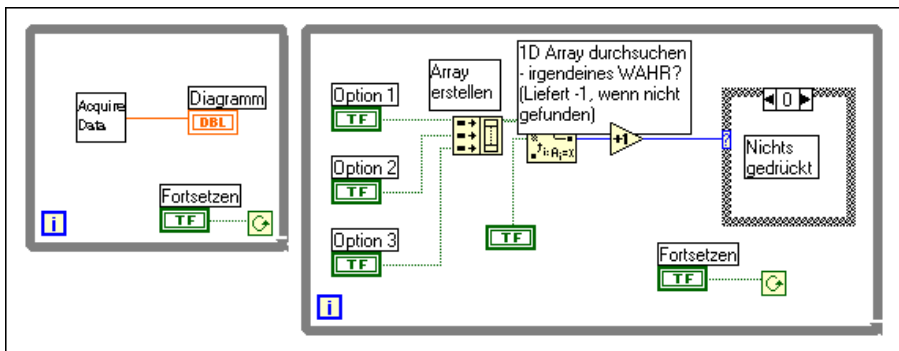 Acquire
Data
Diagramm
DBL
Fortsetzen
TF
i
Option 1
TF
Option 2
TF
Option 3
TF
Array
erstellen
1D Array durchsuchen
- irgendeines WAHR?
(Liefert -1, wenn nicht
gefunden)
i:Ai=X
+1
TF
0
?
Nichts
gedrückt
Fortsetzen
TF
i